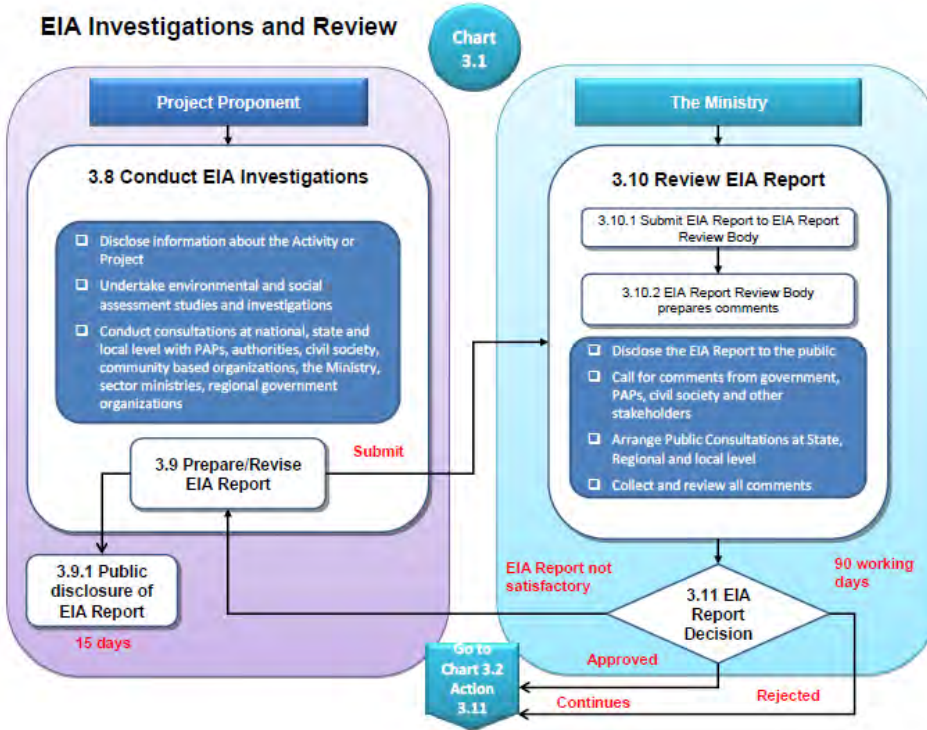 EIA Investigations and Review
Chart
3.1
Project Proponent
3.8 Conduct EIA Investigations
Disclose information about the Activity or
Project
Undertake environmental and social
assessment studies and investigations
Conduct consultations at national, state and
local level with PAPs, authorities, civil society,
community based organizations, the Ministry,
sector ministries, regional government
organizations
3.9 Prepare/Revise
EIA Report
Submit
3.9.1 Public
disclosure of
EIA Report
15 days
The Ministry
3.10 Review EIA Report
3.10.1 Submit EIA Report to EIA Report
Review Body
3.10.2 EIA Report Review Body
prepares comments
Disclose the EIA Report to the public
Call for comments from government,
PAPs, civil society and other
stakeholders
Arrange Public Consultations at State,
Regional and local level
Collect and review all comments
EIA Report not
satisfactory
90 working
days
3.11 EIA
Report
Decision
Go to
Chart 3.2
Action
3.11
Approved
Continues
Rejected